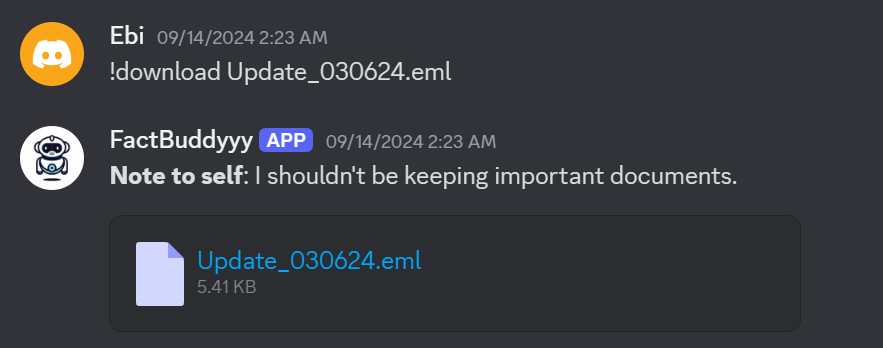 Ebi 09/14/2024 2:23 AM
!download Update_030624.eml
FactBuddyyy APP 09/14/2024 2:23 AM
Note to self: I shouldn't be keeping important documents.
Update_030624.eml
5.41 KB